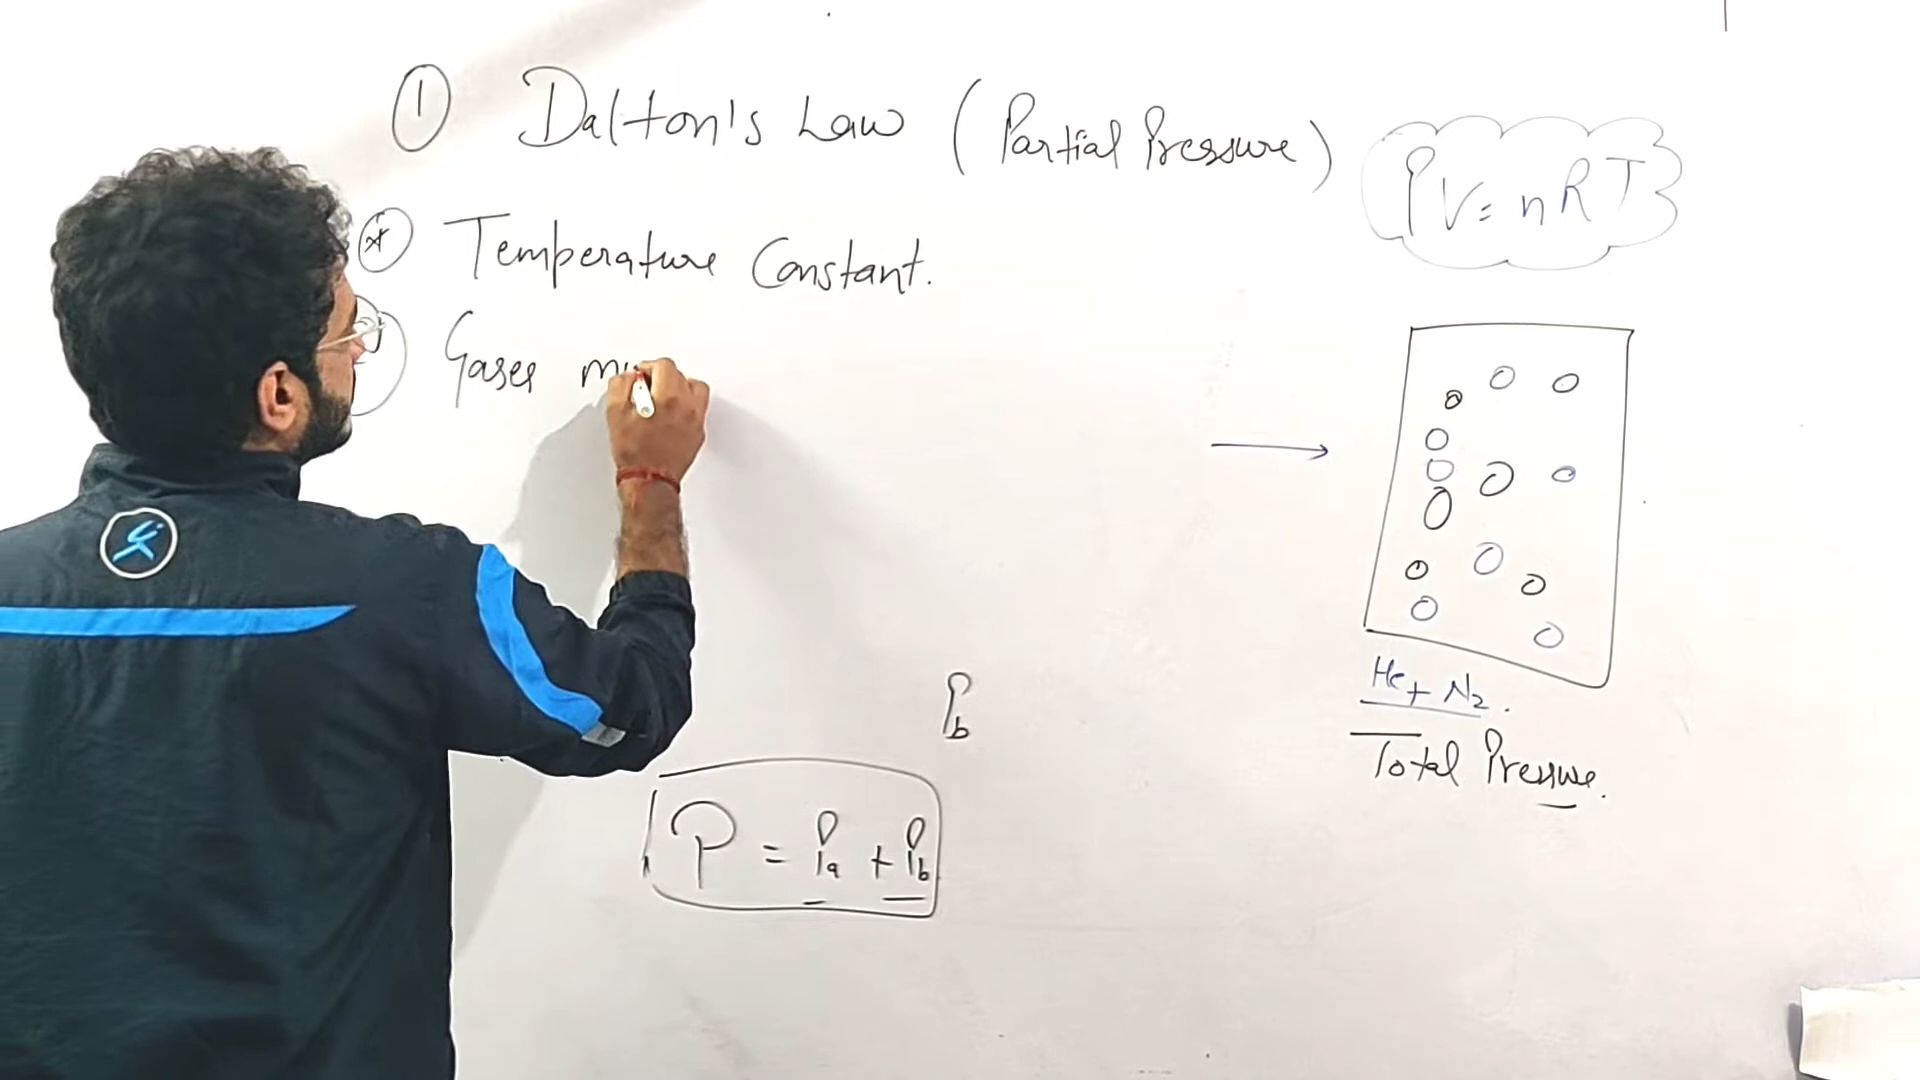 ① Dalton's Law (Partial Pressure)
PV = nRT
* Temperature Constant.
Gases
He + N₂.
Total Pressure.
Pb
P = Pa + Pb